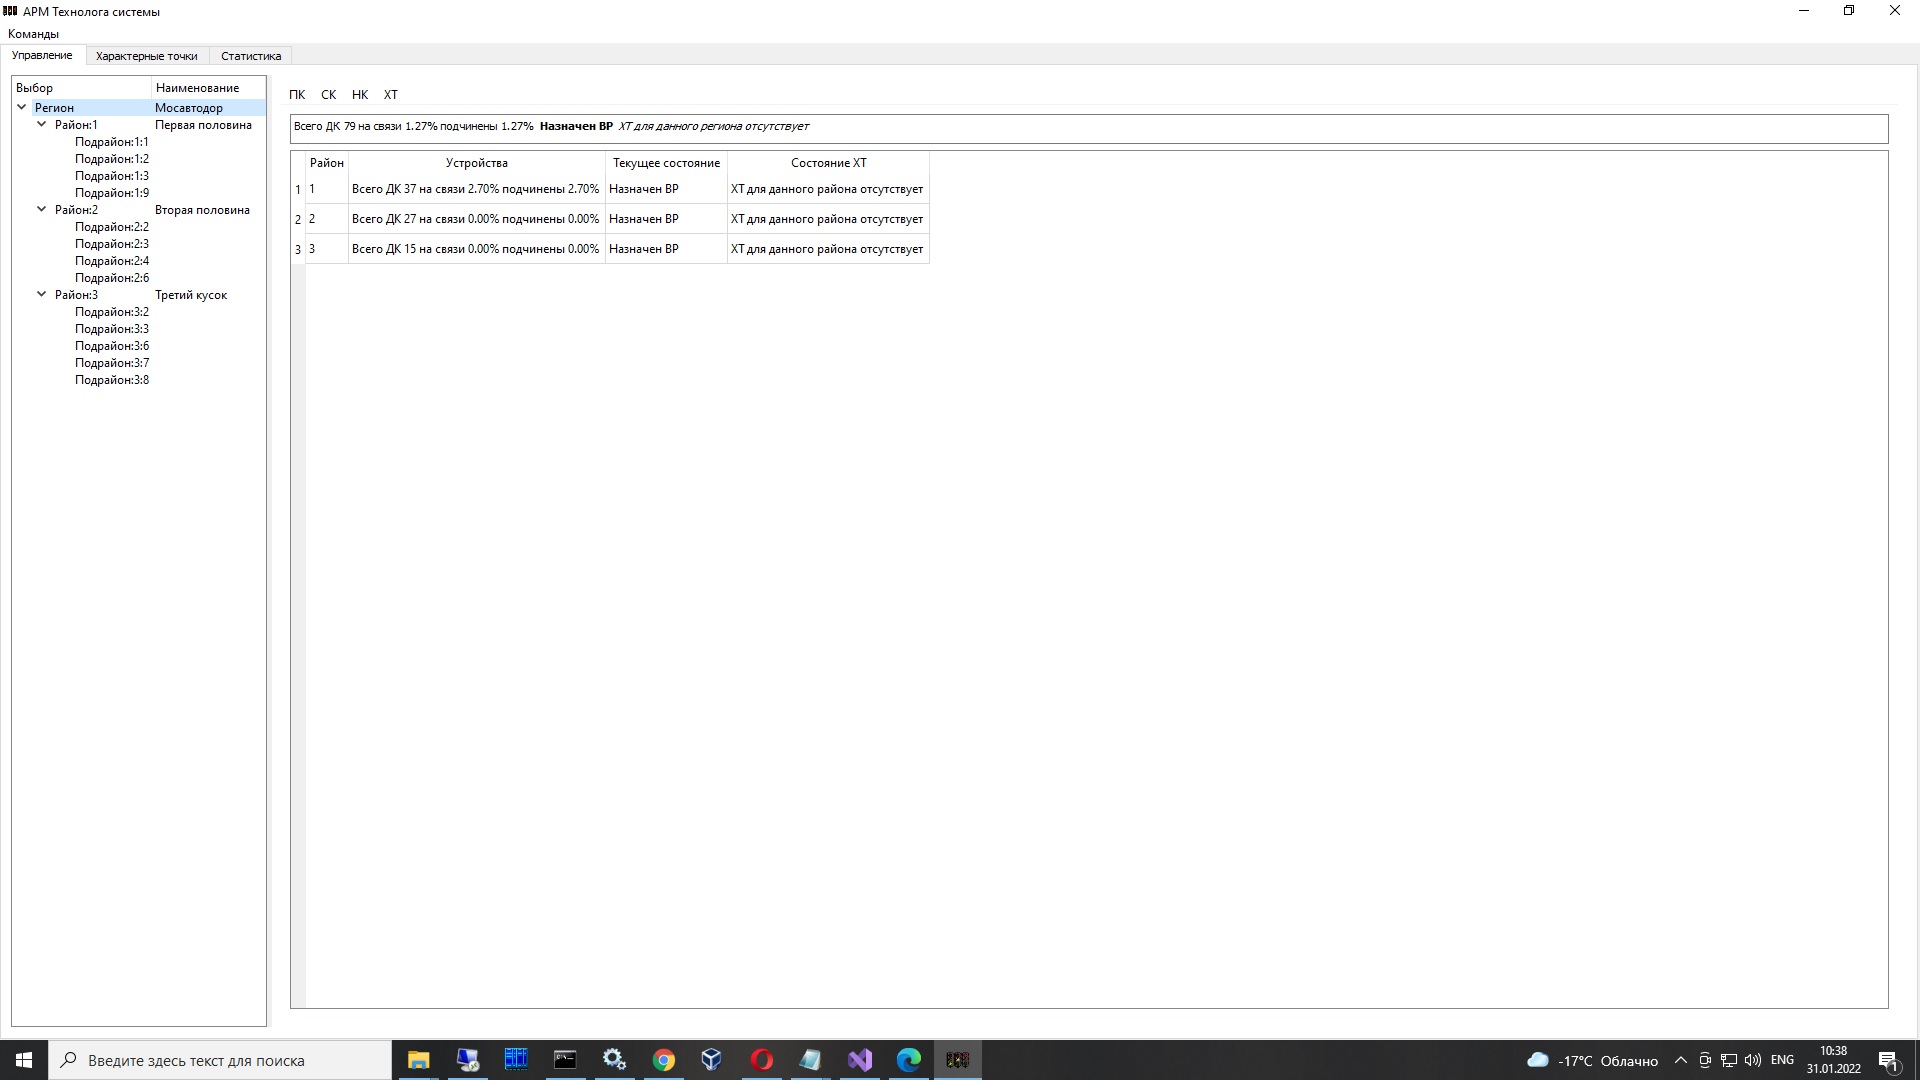 АРМ Технолога системы
Команды
Управление Характерные точки Статистика
Выбор Наименование
Регион Мосавтодор
Район:1 Первая половина
Подрайон:1:1
Подрайон:1:2
Подрайон:1:3
Подрайон:1:9
Район:2 Вторая половина
Подрайон:2:2
Подрайон:2:3
Подрайон:2:4
Подрайон:2:6
Район:3 Третий кусок
Подрайон:3:2
Подрайон:3:3
Подрайон:3:6
Подрайон:3:7
Подрайон:3:8
ПК СК НК ХТ
Всего ДК 79 на связи 1.27% подчинены 1.27% Назначен ВР ХТ для данного региона отсутствует
Район Устройства Текущее состояние Состояние ХТ
1 1 Всего ДК 37 на связи 2.70% подчинены 2.70% Назначен ВР ХТ для данного района отсутствует
2 2 Всего ДК 27 на связи 0.00% подчинены 0.00% Назначен ВР ХТ для данного района отсутствует
3 3 Всего ДК 15 на связи 0.00% подчинены 0.00% Назначен ВР ХТ для данного района отсутствует
Введите здесь текст для поиска
-17°C Облачно
ENG
10:38
31.01.2022
1